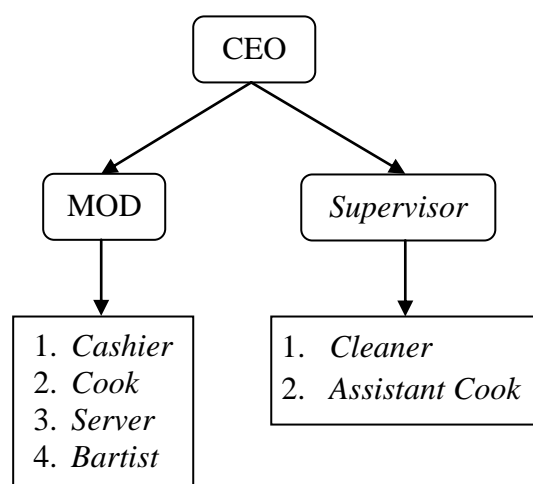 CEO
MOD
Supervisor
1. Cashier
2. Cook
3. Server
4. Bartist
1. Cleaner
2. Assistant Cook